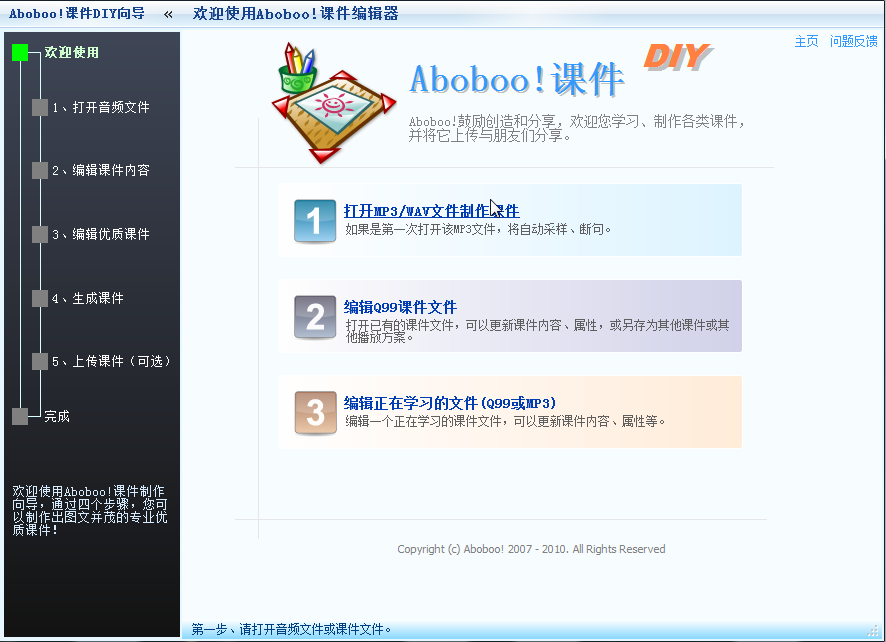 Aboboo!课件DIY向导 «
欢迎使用Aboboo!课件编辑器
主页 问题反馈
欢迎使用
1、打开音频文件
2、编辑课件内容
3、编辑优质课件
4、生成课件
5、上传课件（可选）
完成
欢迎使用Aboboo!课件制作
向导，通过四个步骤，您可
以制作出图文并茂的专业优
质课件!
Aboboo!课件 DIY
Aboboo!鼓励创造和分享，欢迎您学习、制作各类课件，
并将它上传与朋友们分享。
1
打开MP3/WAV文件制作课件
如果是第一次打开该MP3文件，将自动采样、断句。
2
编辑Q99课件文件
打开已有的课件文件，可以更新课件内容、属性，或另存为其他课件或其
他播放方案。
3
编辑正在学习的文件(Q99或MP3)
编辑一个正在学习的课件文件，可以更新课件内容、属性等。
Copyright (c) Aboboo! 2007 - 2010. All Rights Reserved
第一步、请打开音频文件或课件文件。